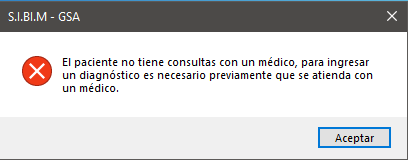 S.I.BI.M - GSA
El paciente no tiene consultas con un médico, para ingresar
un diagnóstico es necesario previamente que se atienda con
un médico.
Aceptar